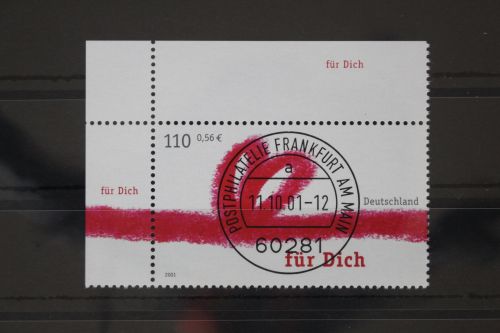 für Dich
110 0,56€
für Dich
POSTPHILATELIE FRANKFURT AM MAIN
a
11.10.01-12
60281
Deutschland
für Dich
2001